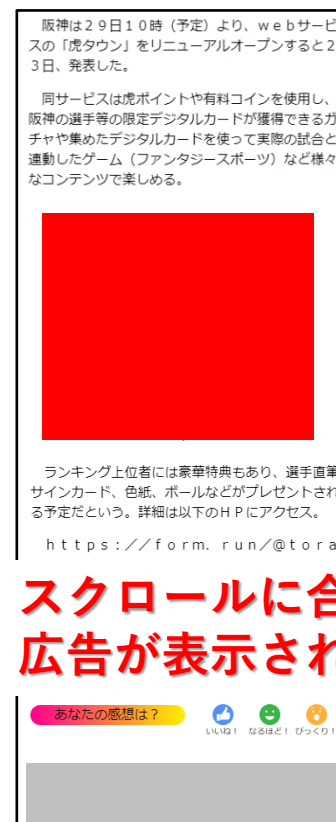 阪神は２９日１０時（予定）より、ｗｅｂサービ
スの「虎タウン」をリニューアルオープンすると２
３日、発表した。
同サービスは虎ポイントや有料コインを使用し、
阪神の選手等の限定デジタルカードが獲得できるガ
チャや集めたデジタルカードを使って実際の試合と
連動したゲーム（ファンタジースポーツ）など様々
なコンテンツで楽しめる。
ランキング上位者には豪華特典もあり、選手直筆
サインカード、色紙、ボールなどがプレゼントされ
る予定だという。詳細は以下のＨＰにアクセス。
ｈｔｔｐｓ：／／ｆｏｒｍ．ｒｕｎ／＠ｔｏｒａ
スクロールに合
広告が表示され
あなたの感想は？
いいね！ なるほど！ びっくり！